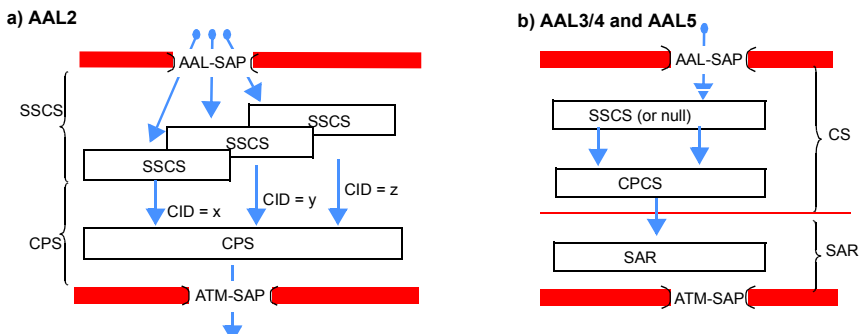 a) AAL2
AAL-SAP
SSCS
SSCS
SSCS
SSCS
CID = x
CID = y
CID = z
CPS
CPS
ATM-SAP
b) AAL3/4 and AAL5
AAL-SAP
SSCS (or null)
CS
CPCS
SAR
SAR
ATM-SAP